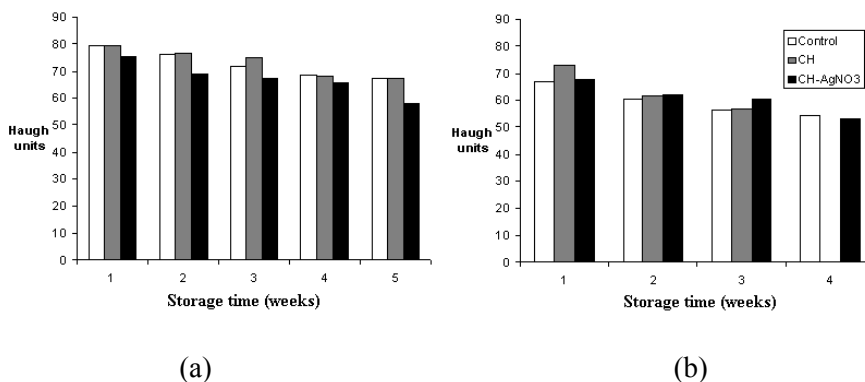 90
80
70
60
50
40
30
20
10
0
Haugh
units
1 2 3 4 5
Storage time (weeks)
(a)
90
80
70
60
50
40
30
20
10
0
Haugh
units
1 2 3 4
Storage time (weeks)
Control
CH
CH-AgNO3
(b)